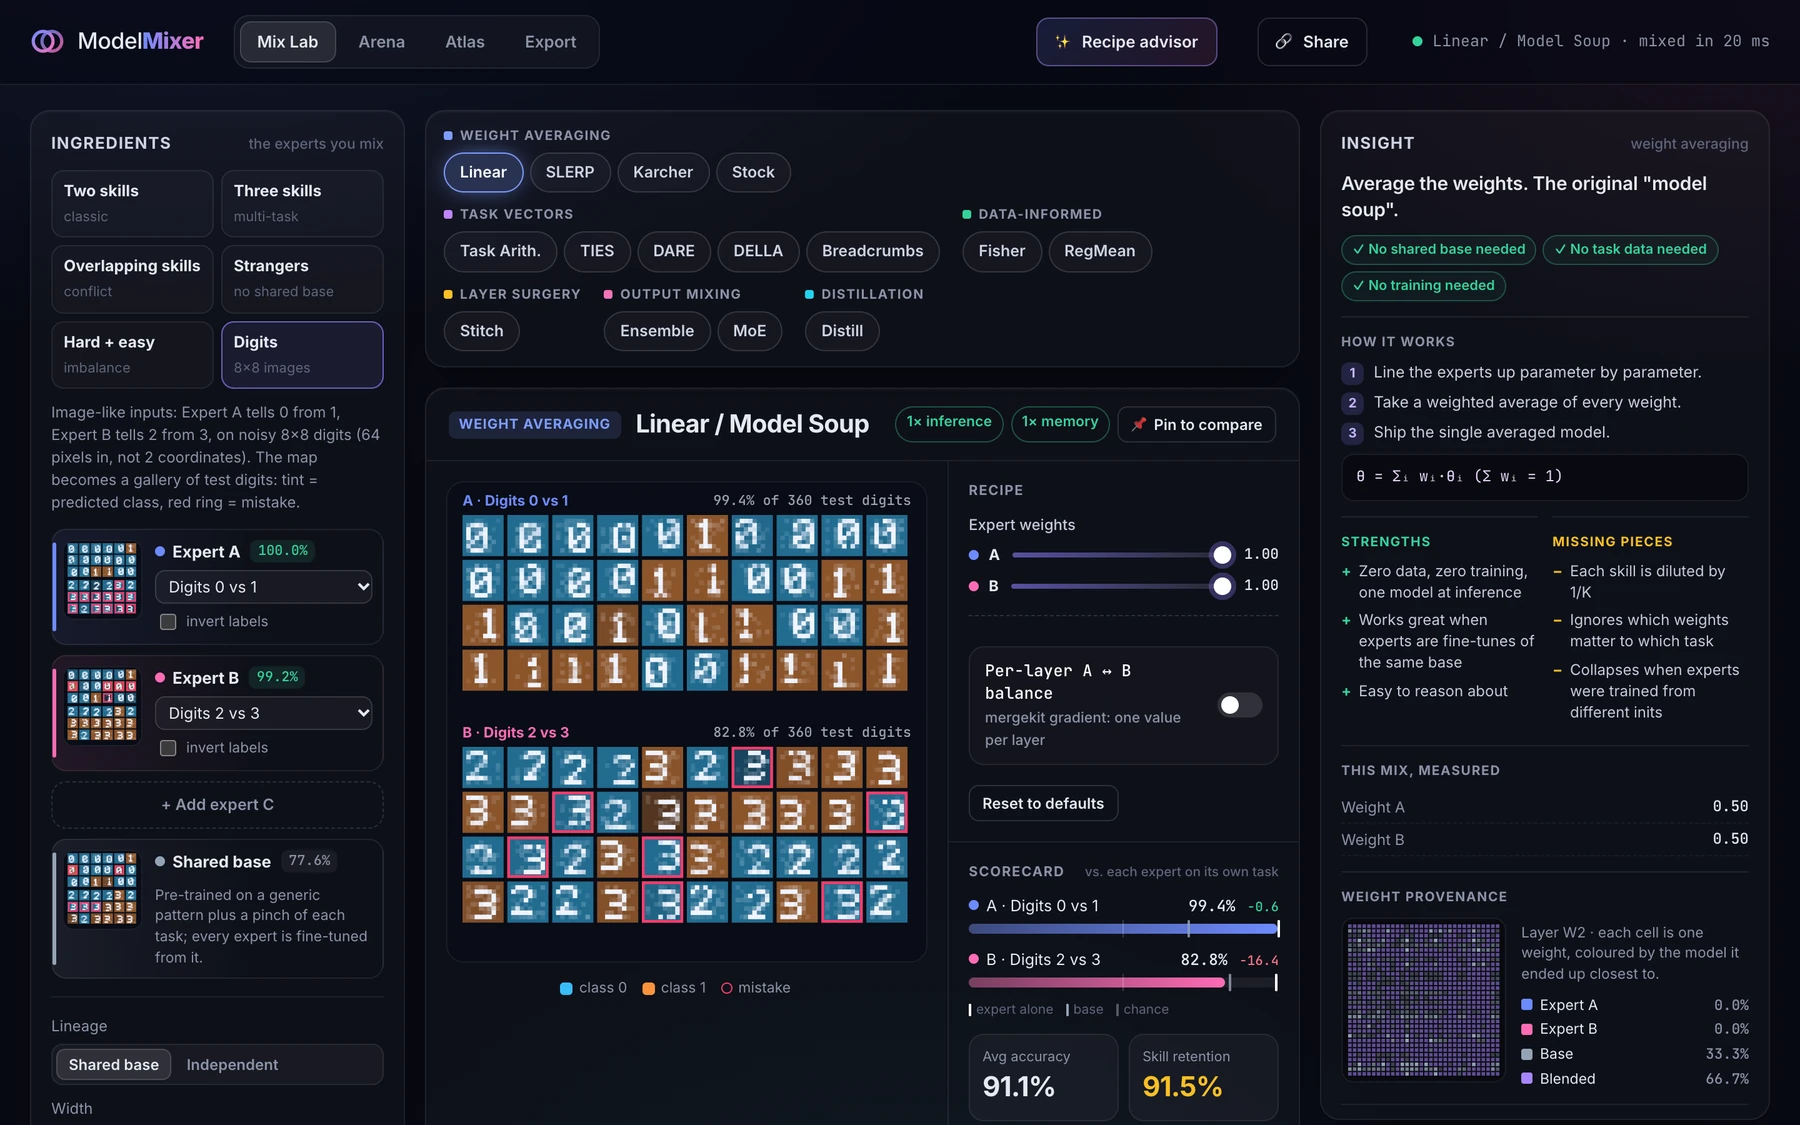 ModelMixer
Mix Lab
Arena
Atlas
Export
✨ Recipe advisor
Share
Linear / Model Soup · mixed in 20 ms
INGREDIENTS
the experts you mix
Two skills
classic
Three skills
multi-task
Overlapping skills
conflict
Strangers
no shared base
Hard + easy
imbalance
Digits
8×8 images
Image-like inputs: Expert A tells 0 from 1,
Expert B tells 2 from 3, on noisy 8×8 digits (64
pixels in, not 2 coordinates). The map
becomes a gallery of test digits: tint =
predicted class, red ring = mistake.
Expert A 100.0%
Digits 0 vs 1
invert labels
Expert B 99.2%
Digits 2 vs 3
invert labels
+ Add expert C
Shared base 77.6%
Pre-trained on a generic
pattern plus a pinch of each
task; every expert is fine-tuned
from it.
Lineage
Shared base
Independent
Width
WEIGHT AVERAGING
Linear
SLERP
Karcher
Stock
TASK VECTORS
Task Arith.
TIES
DARE
DELLA
Breadcrumbs
DATA-INFORMED
Fisher
RegMean
LAYER SURGERY
Stitch
OUTPUT MIXING
Ensemble
MoE
DISTILLATION
Distill
WEIGHT AVERAGING
Linear / Model Soup
1× inference
1× memory
📌 Pin to compare
A · Digits 0 vs 1
99.4% of 360 test digits
B · Digits 2 vs 3
82.8% of 360 test digits
class 0
class 1
mistake
RECIPE
Expert weights
A 1.00
B 1.00
Per-layer A ↔ B
balance
mergekit gradient: one value
per layer
Reset to defaults
SCORECARD
vs. each expert on its own task
A · Digits 0 vs 1 99.4% -0.6
B · Digits 2 vs 3 82.8% -16.4
expert alone
base
chance
Avg accuracy
91.1%
Skill retention
91.5%
INSIGHT
weight averaging
Average the weights. The original "model
soup".
✓ No shared base needed
✓ No task data needed
✓ No training needed
HOW IT WORKS
1 Line the experts up parameter by parameter.
2 Take a weighted average of every weight.
3 Ship the single averaged model.
θ = Σᵢ wᵢ·θᵢ (Σ wᵢ = 1)
STRENGTHS
+ Zero data, zero training,
one model at inference
+ Works great when
experts are fine-tunes of
the same base
+ Easy to reason about
MISSING PIECES
– Each skill is diluted by
1/K
– Ignores which weights
matter to which task
– Collapses when experts
were trained from
different inits
THIS MIX, MEASURED
Weight A 0.50
Weight B 0.50
WEIGHT PROVENANCE
Layer W2 · each cell is one
weight, coloured by the model it
ended up closest to.
Expert A 0.0%
Expert B 0.0%
Base 33.3%
Blended 66.7%